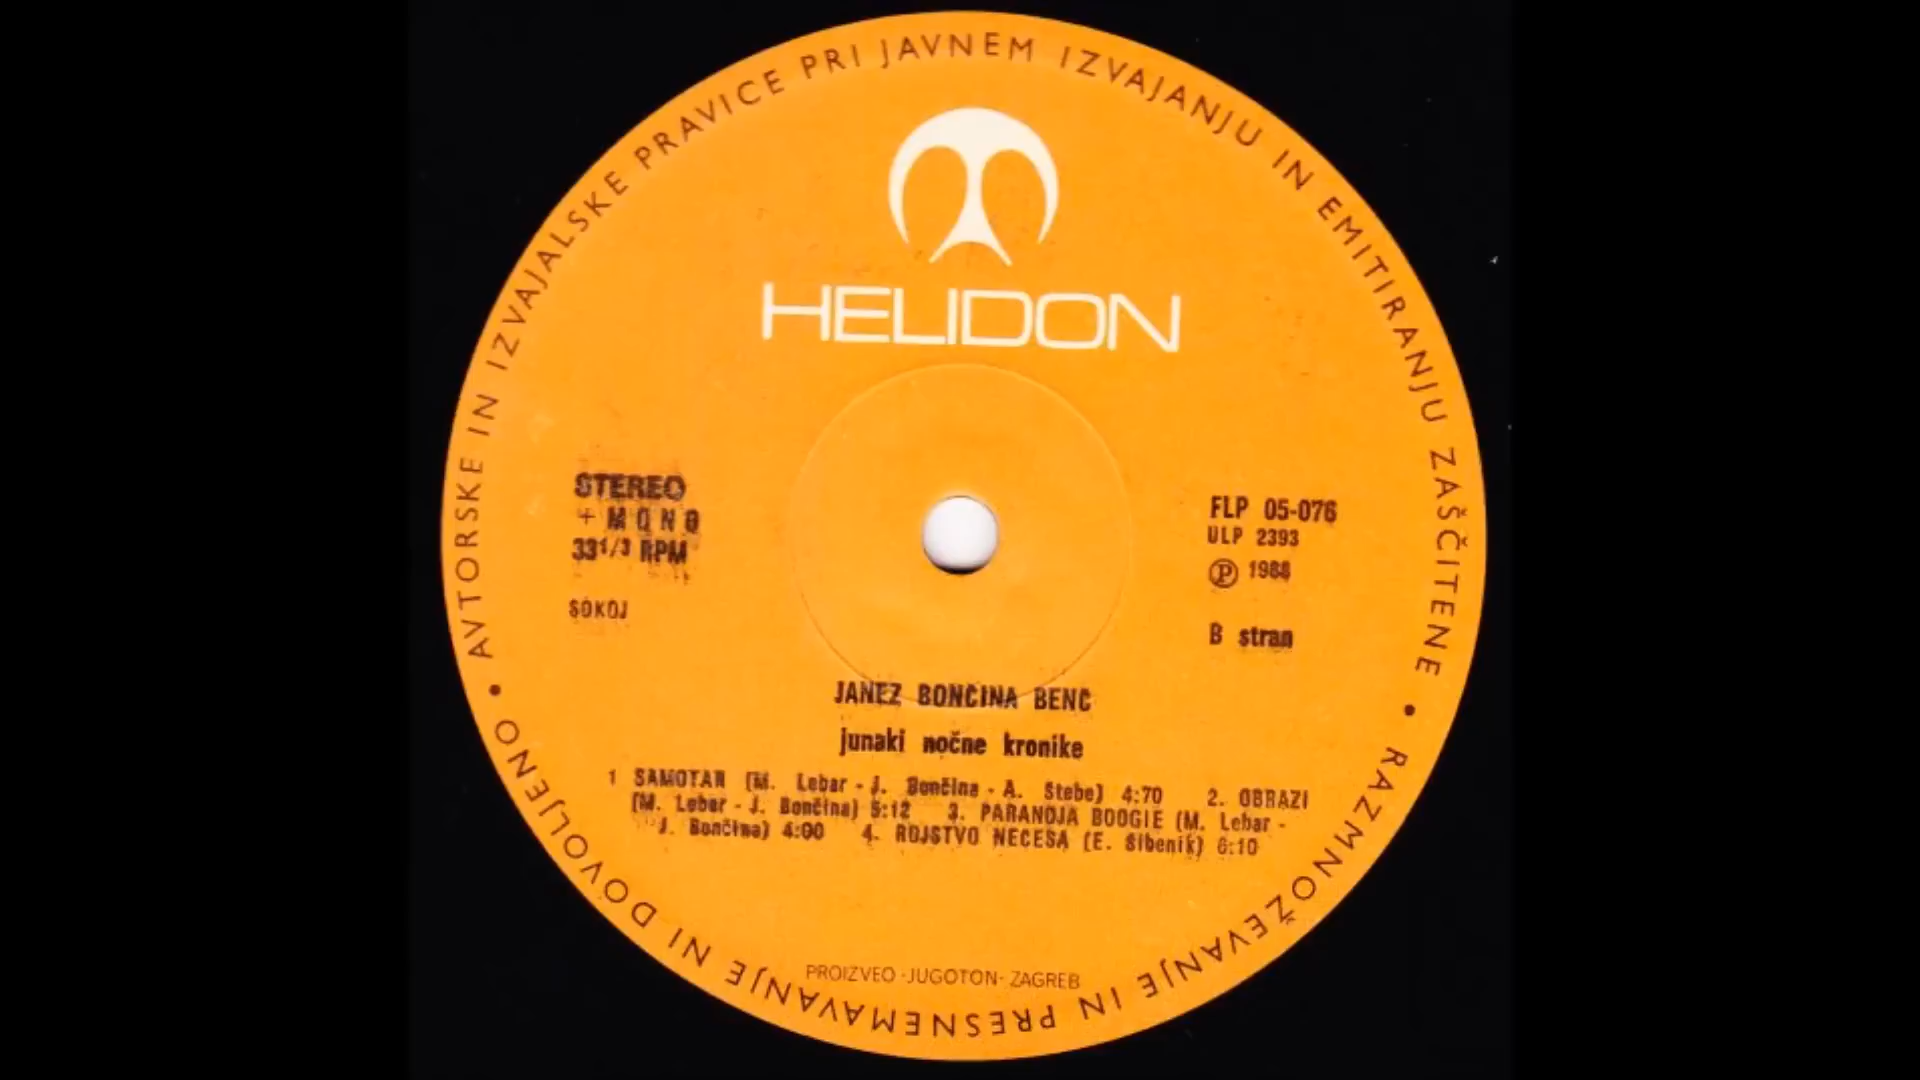 AVTORSKE IN IZVAJALSKE PRAVICE PRI JAVNEM IZVAJANJU IN EMITIRANJU ZAŠČITENE • RAZMNOŽEVANJE IN PRESNEMAVANJE NI DOVOLJENO •
HELIDON
STEREO
+ MONO
33 1/3 RPM
SOKOJ
FLP 05-076
ULP 2393
Ⓟ 1988
B stran
JANEZ BONČINA BENČ
junaki nočne kronike
1 SAMOTAR (M. Lebar - J. Bončina - A. Stebe) 4:70 2. OBRAZI
(M. Lebar - J. Bončina) 5:12 3. PARANOJA BOOGIE (M. Lebar -
J. Bončina) 4:00 4. ROJSTVO NEČESA (E. Sibenik) 6:10
PROIZVEO - JUGOTON - ZAGREB